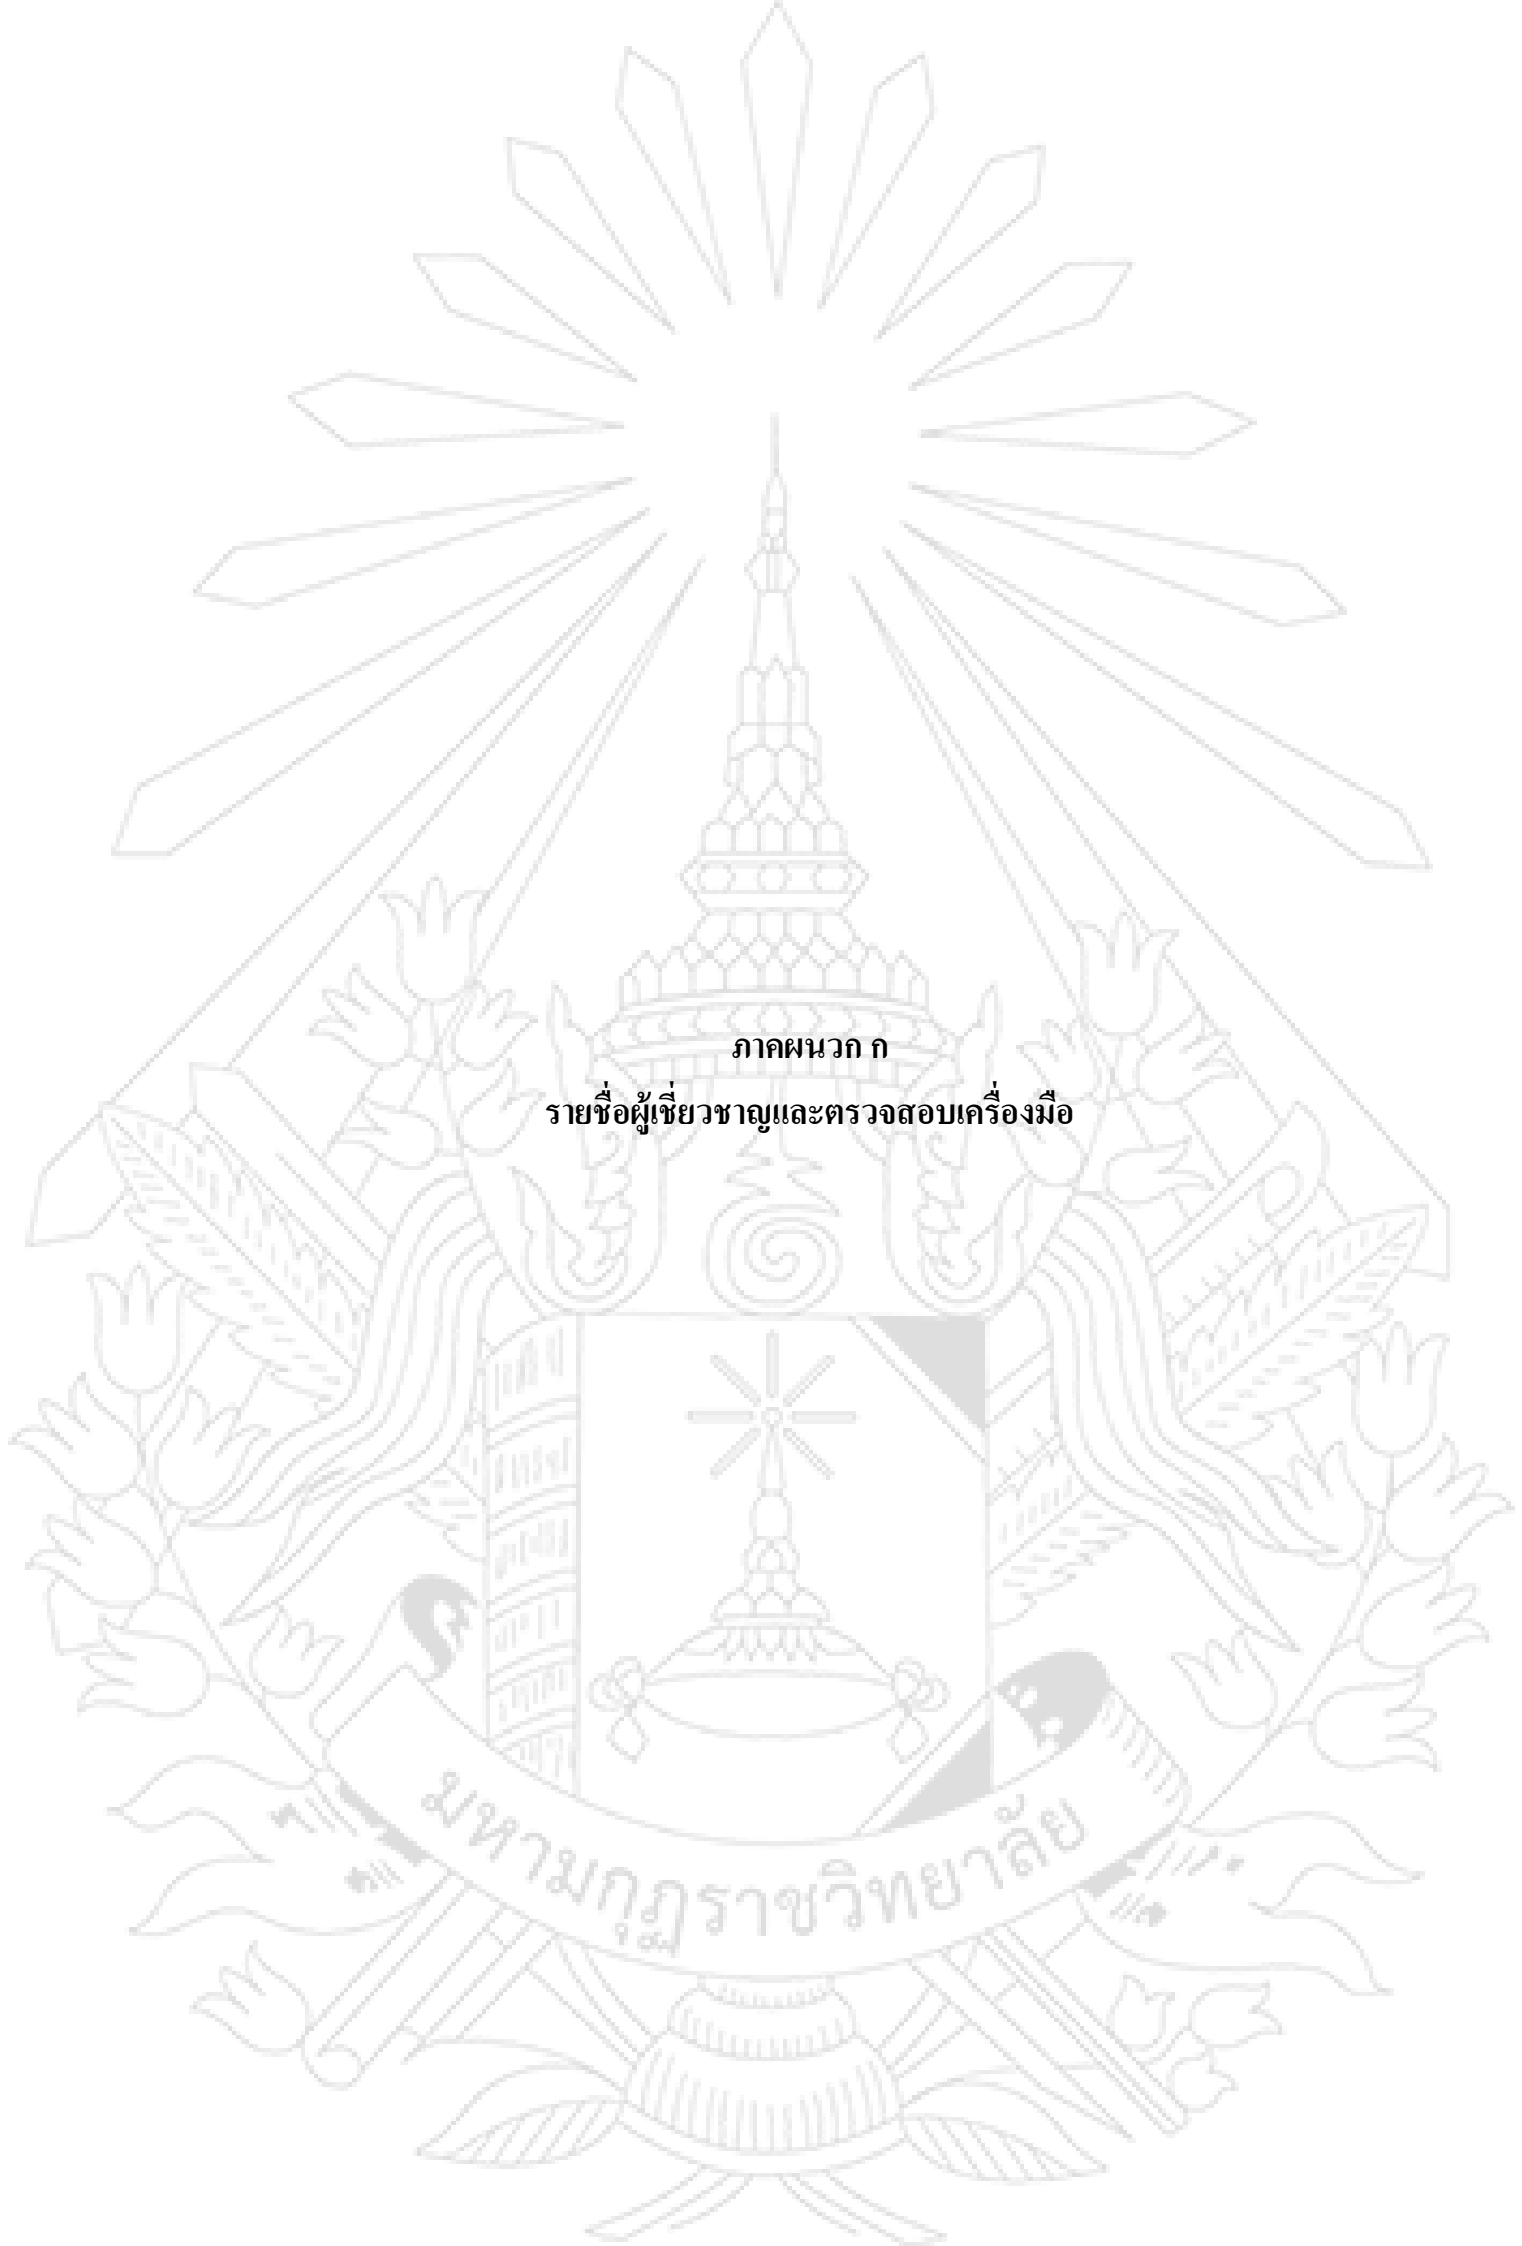 ภาคผนวก ก
รายชื่อผู้เชี่ยวชาญและตรวจสอบเครื่องมือ
มหามกุฏราชวิทยาลัย